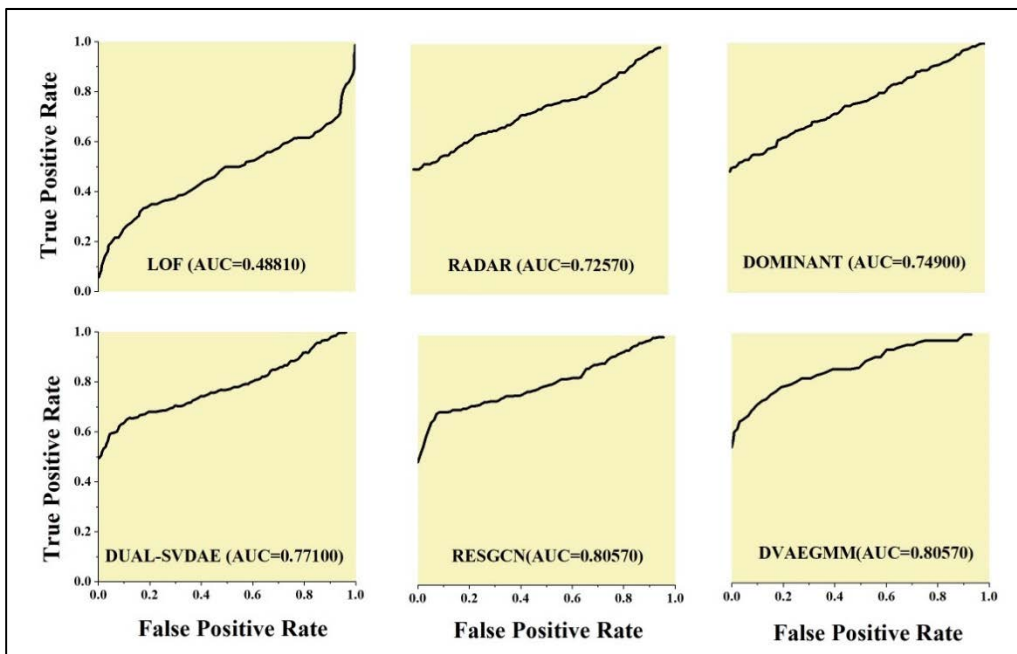 True Positive Rate
1.0
0.8
0.6
0.4
0.2
0.0
LOF (AUC=0.48810)
RADAR (AUC=0.72570)
DOMINANT (AUC=0.74900)
True Positive Rate
1.0
0.8
0.6
0.4
0.2
0.0
DUAL-SVDAE (AUC=0.77100)
RESGCN(AUC=0.80570)
DVAEGMM(AUC=0.80570)
0.0 0.2 0.4 0.6 0.8 1.0
0.0 0.2 0.4 0.6 0.8 1.0
0.0 0.2 0.4 0.6 0.8 1.0
False Positive Rate
False Positive Rate
False Positive Rate